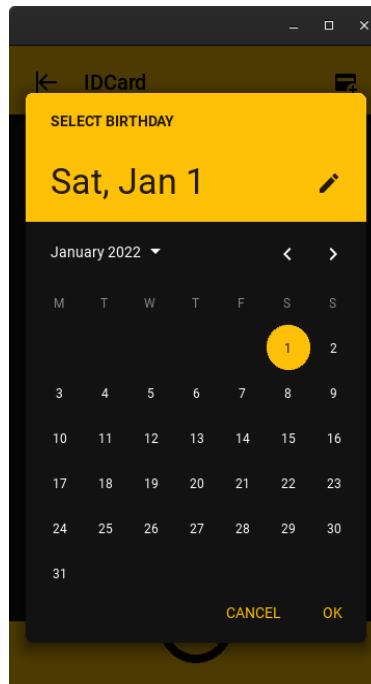 IDCard
SELECT BIRTHDAY
Sat, Jan 1
January 2022
M T W T F S S
1 2
3 4 5 6 7 8 9
10 11 12 13 14 15 16
17 18 19 20 21 22 23
24 25 26 27 28 29 30
31
CANCEL OK